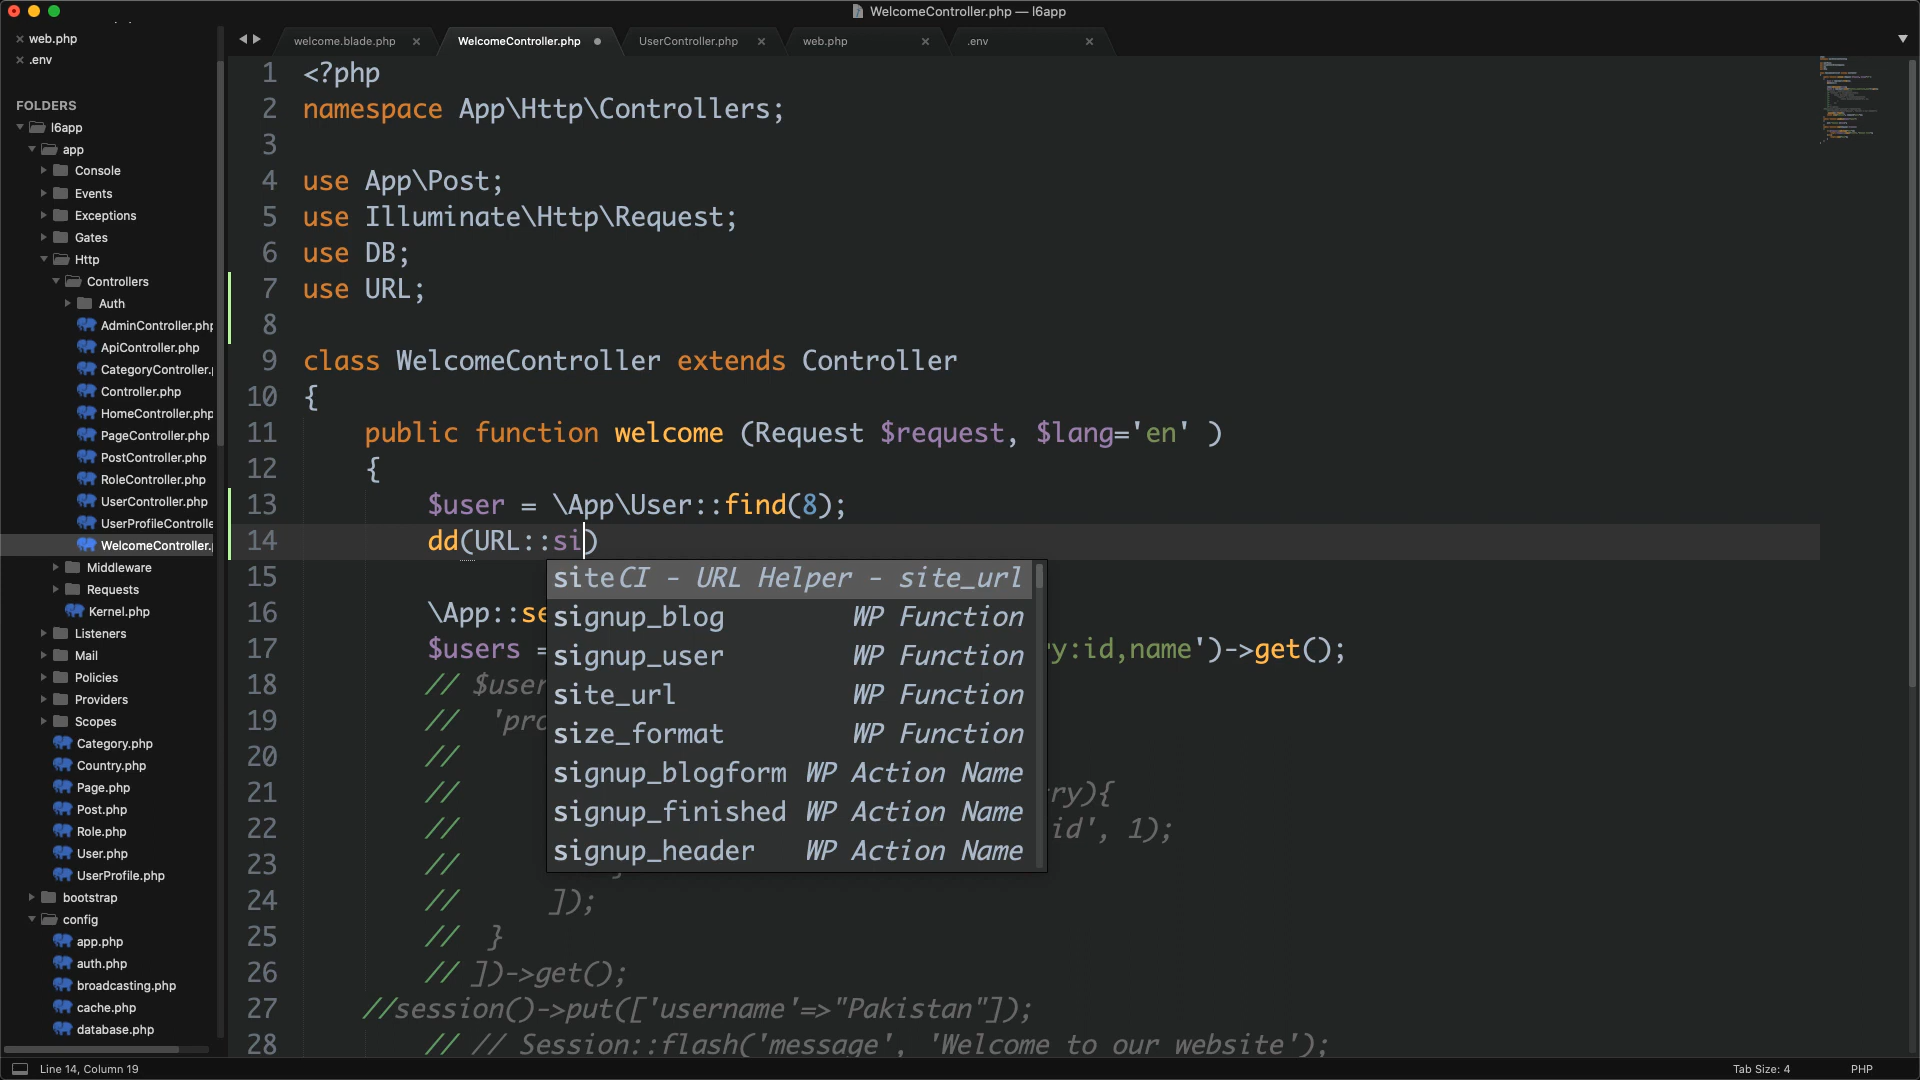 WelcomeController.php — l6app
web.php
.env
FOLDERS
l6app
app
Console
Events
Exceptions
Gates
Http
Controllers
Auth
AdminController.php
ApiController.php
CategoryController.p
Controller.php
HomeController.php
PageController.php
PostController.php
RoleController.php
UserController.php
UserProfileControlle
WelcomeController.p
Middleware
Requests
Kernel.php
Listeners
Mail
Policies
Providers
Scopes
Category.php
Country.php
Page.php
Post.php
Role.php
User.php
UserProfile.php
bootstrap
config
app.php
auth.php
broadcasting.php
cache.php
database.php
welcome.blade.php
WelcomeController.php
UserController.php
web.php
.env
1 <?php
2 namespace App\Http\Controllers;
3
4 use App\Post;
5 use Illuminate\Http\Request;
6 use DB;
7 use URL;
8
9 class WelcomeController extends Controller
10 {
11 public function welcome (Request $request, $lang='en' )
12 {
13 $user = \App\User::find(8);
14 dd(URL::si)
15
16 \App::se
17 $users = y:id,name')->get();
18 // $user
19 // 'pro
20 //
21 // ry){
22 // id', 1);
23 // }
24 // ]);
25 // }
26 // ])->get();
27 //session()->put(['username'=>"Pakistan"]);
28 // // Session::flash('message', 'Welcome to our website');
site CI - URL Helper - site_url
signup_blog WP Function
signup_user WP Function
site_url WP Function
size_format WP Function
signup_blogform WP Action Name
signup_finished WP Action Name
signup_header WP Action Name
Line 14, Column 19
Tab Size: 4
PHP